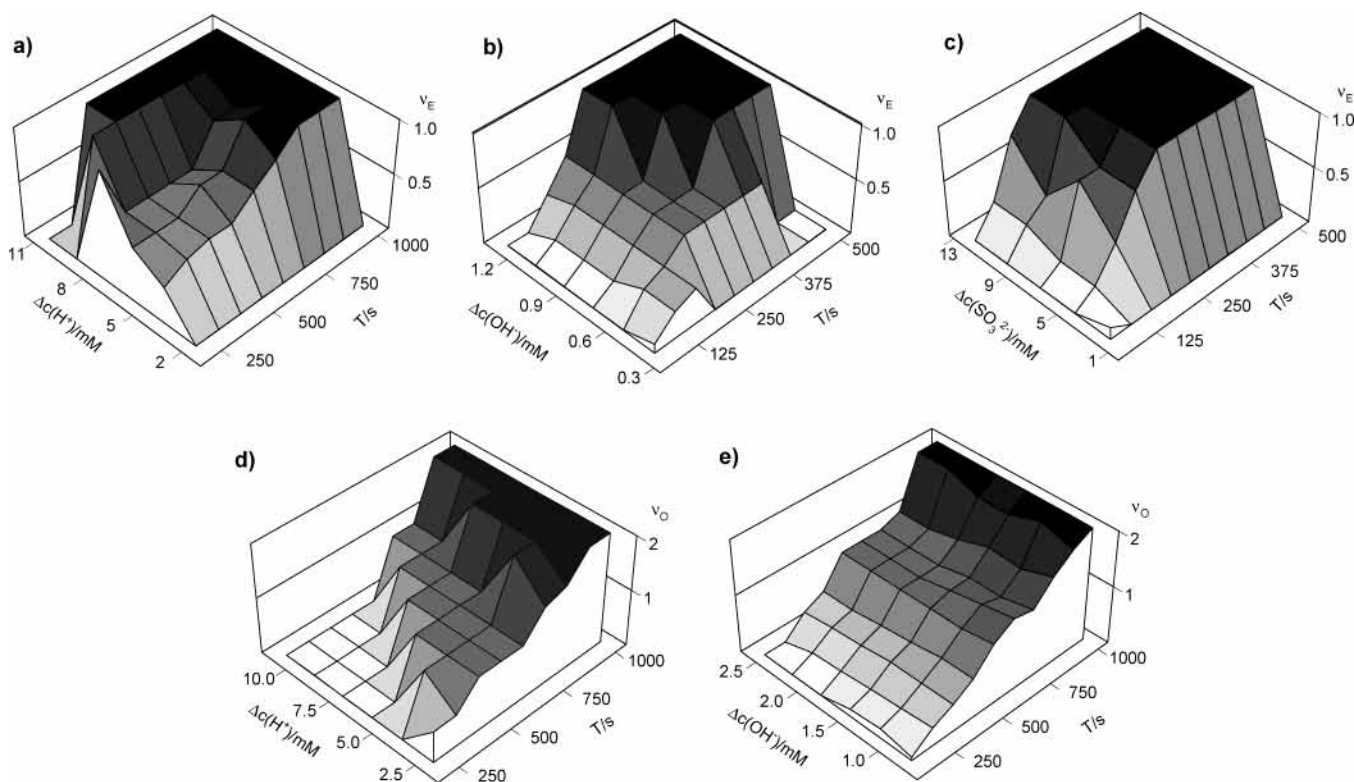 a)
ν_E
1.0
0.5
11
8
5
2
Δc(H⁺)/mM
1000
750
500
250
T/s
b)
ν_E
1.0
0.5
1.2
0.9
0.6
0.3
Δc(OH⁻)/mM
500
375
250
125
T/s
c)
ν_E
1.0
0.5
13
9
5
1
Δc(SO₃²⁻)/mM
500
375
250
125
T/s
d)
ν_O
2
1
10.0
7.5
5.0
2.5
Δc(H⁺)/mM
1000
750
500
250
T/s
e)
ν_O
2
1
2.5
2.0
1.5
1.0
Δc(OH⁻)/mM
1000
750
500
250
T/s